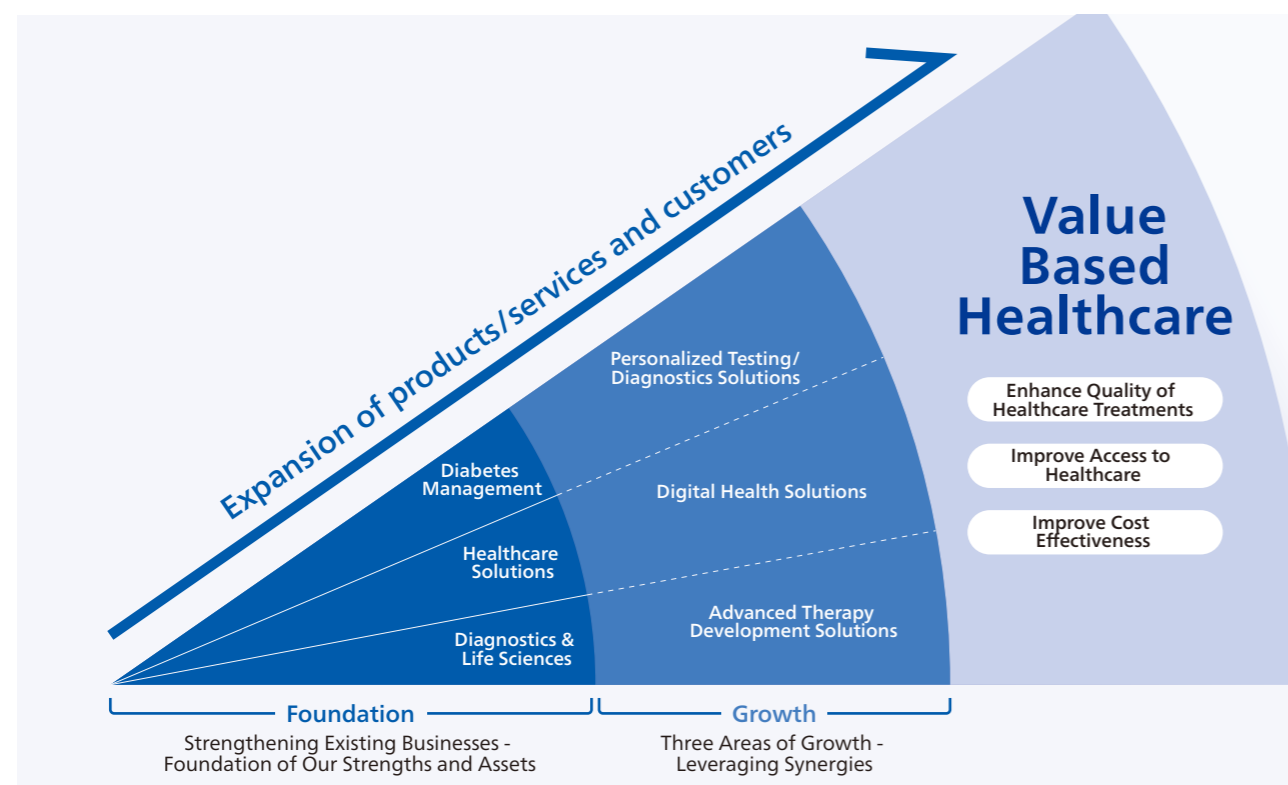 Expansion of products/services and customers
Value
Based
Healthcare
Enhance Quality of
Healthcare Treatments
Improve Access to
Healthcare
Improve Cost
Effectiveness
Personalized Testing/
Diagnostics Solutions
Digital Health Solutions
Advanced Therapy
Development Solutions
Diabetes
Management
Healthcare
Solutions
Diagnostics &
Life Sciences
Foundation
Strengthening Existing Businesses -
Foundation of Our Strengths and Assets
Growth
Three Areas of Growth -
Leveraging Synergies